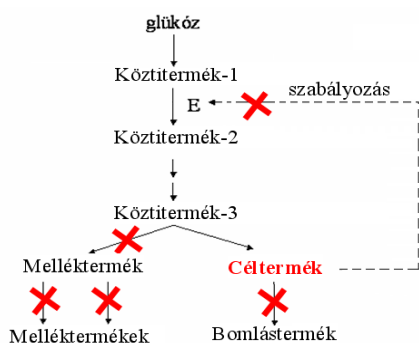 glükóz
Köztitermék-1
szabályozás
E
Köztitermék-2
Köztitermék-3
Melléktermék
Céltermék
Melléktermékek
Bomlástermék